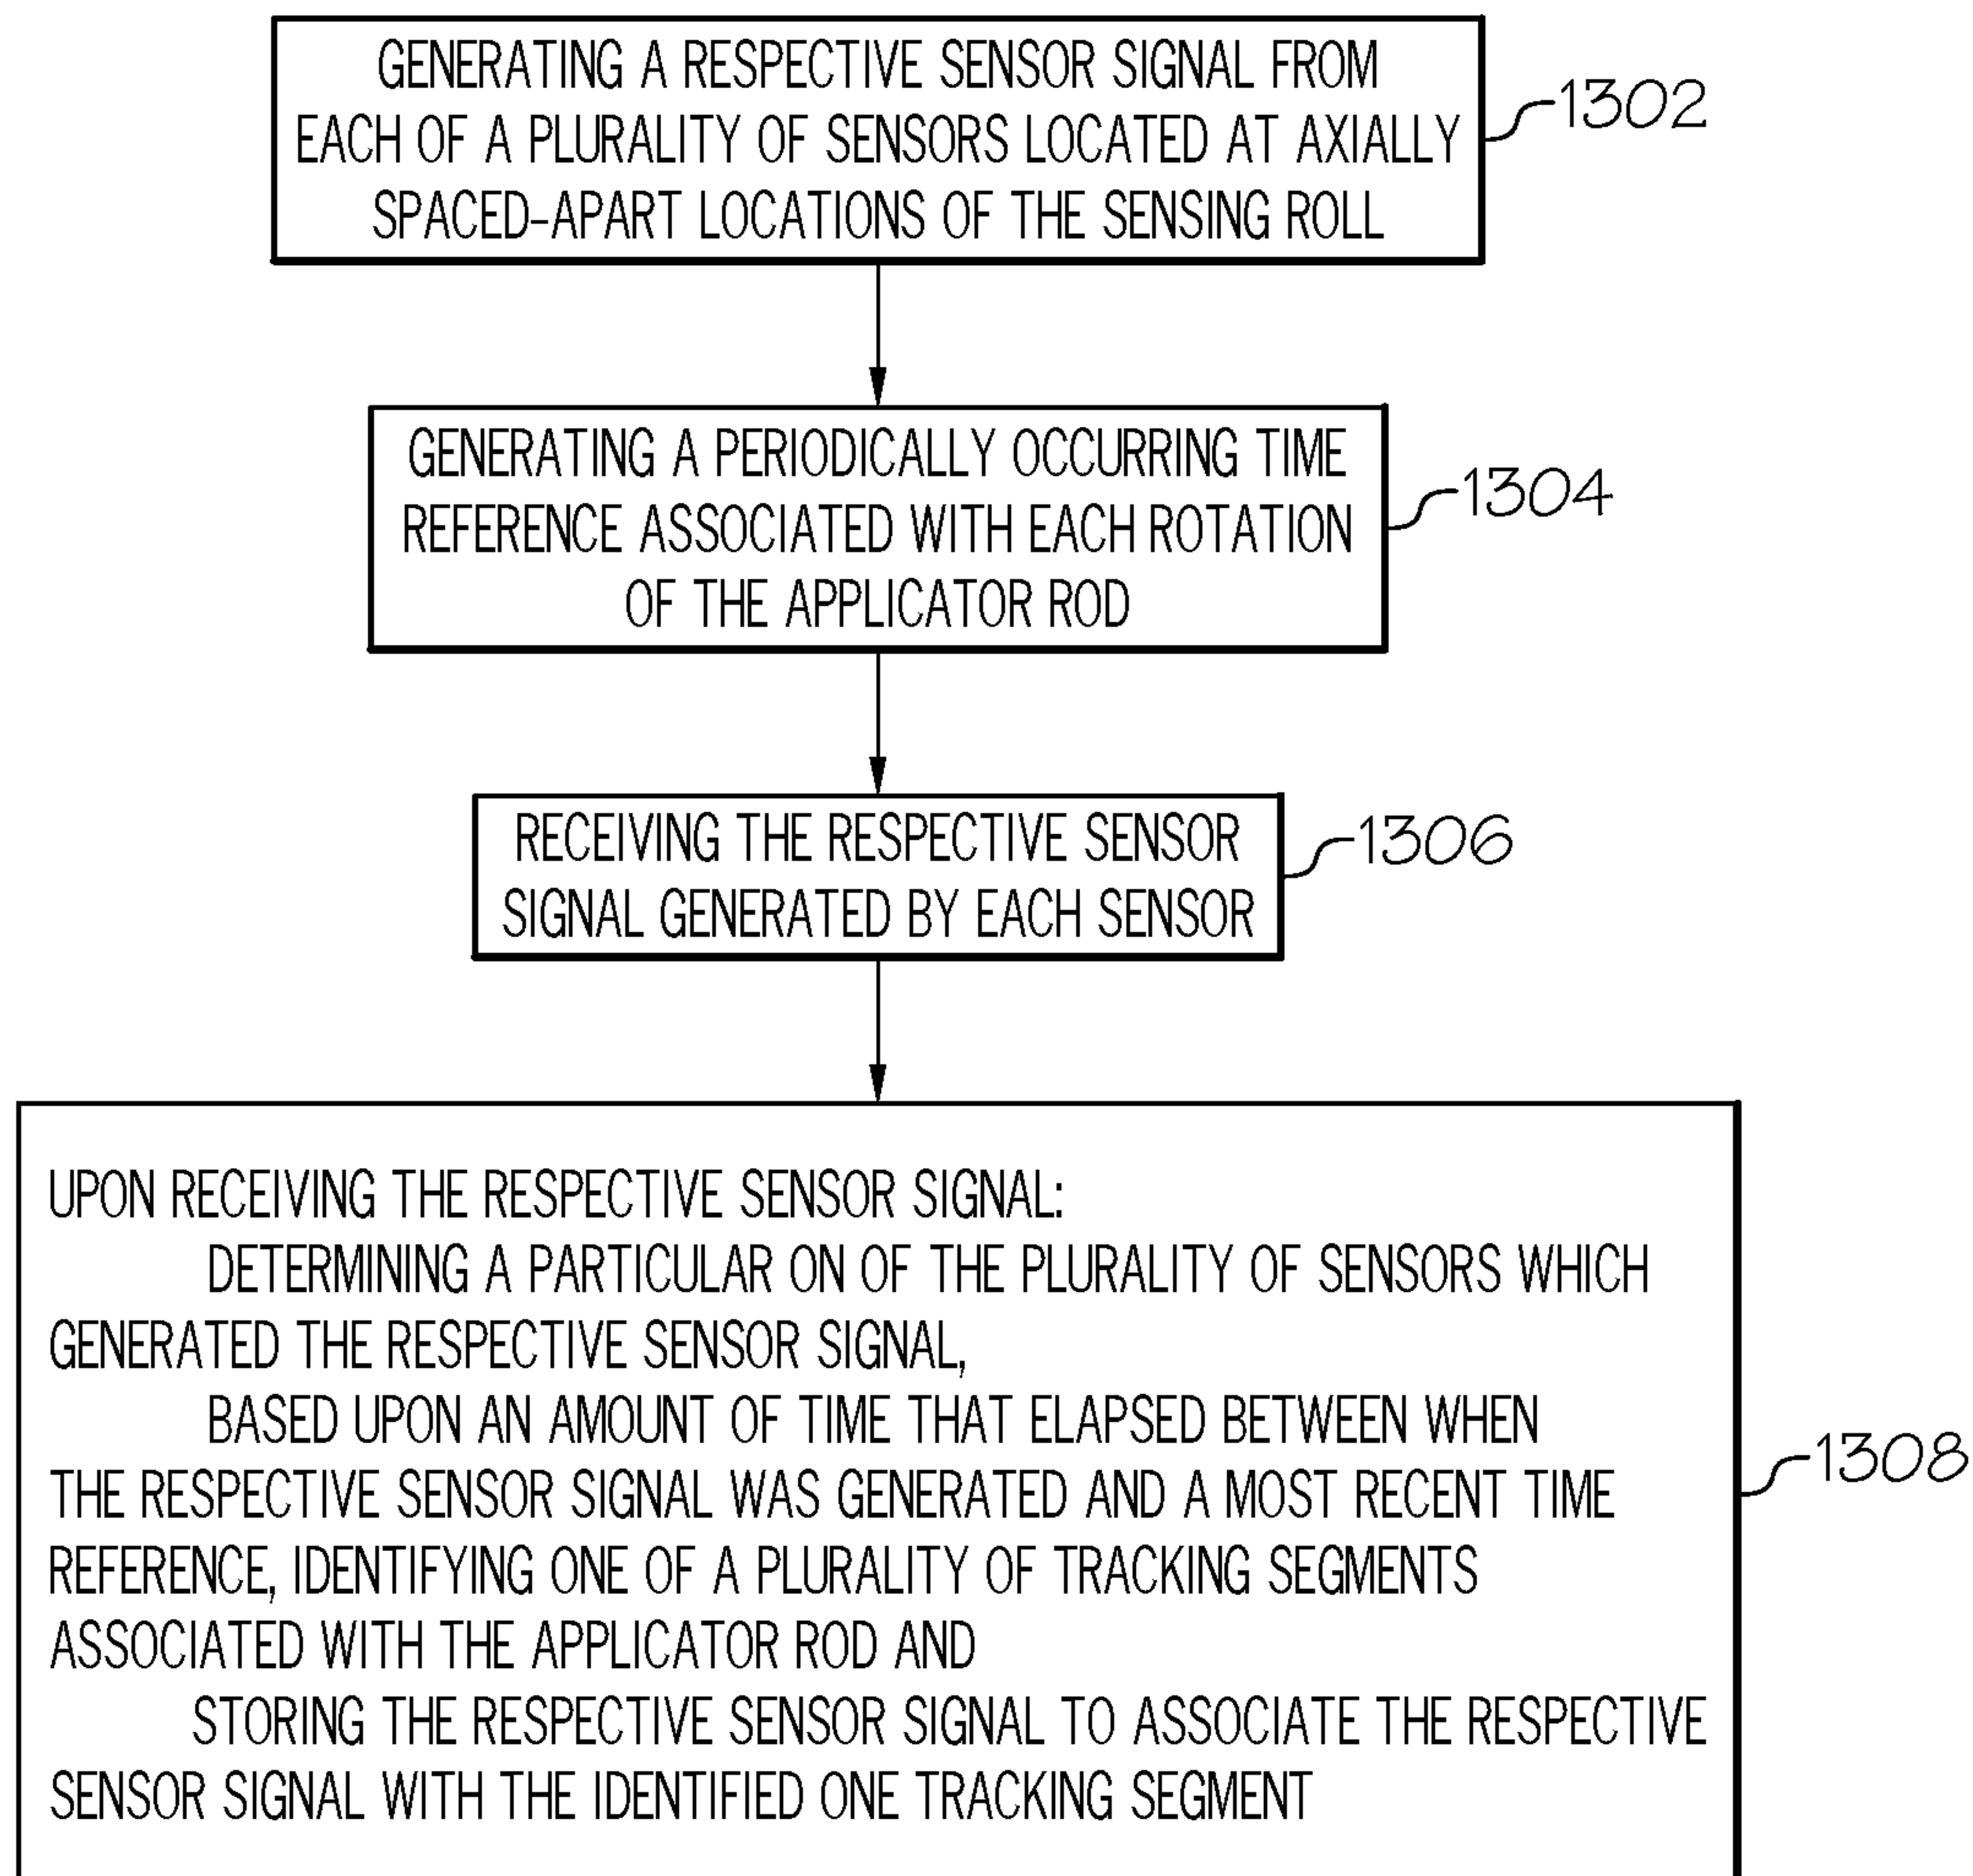 GENERATING A RESPECTIVE SENSOR SIGNAL FROM
EACH OF A PLURALITY OF SENSORS LOCATED AT AXIALLY
SPACED-APART LOCATIONS OF THE SENSING ROLL
1302
GENERATING A PERIODICALLY OCCURRING TIME
REFERENCE ASSOCIATED WITH EACH ROTATION
OF THE APPLICATOR ROD
1304
RECEIVING THE RESPECTIVE SENSOR
SIGNAL GENERATED BY EACH SENSOR
1306
UPON RECEIVING THE RESPECTIVE SENSOR SIGNAL:
DETERMINING A PARTICULAR ON OF THE PLURALITY OF SENSORS WHICH
GENERATED THE RESPECTIVE SENSOR SIGNAL,
BASED UPON AN AMOUNT OF TIME THAT ELAPSED BETWEEN WHEN
THE RESPECTIVE SENSOR SIGNAL WAS GENERATED AND A MOST RECENT TIME
REFERENCE, IDENTIFYING ONE OF A PLURALITY OF TRACKING SEGMENTS
ASSOCIATED WITH THE APPLICATOR ROD AND
STORING THE RESPECTIVE SENSOR SIGNAL TO ASSOCIATE THE RESPECTIVE
SENSOR SIGNAL WITH THE IDENTIFIED ONE TRACKING SEGMENT
1308